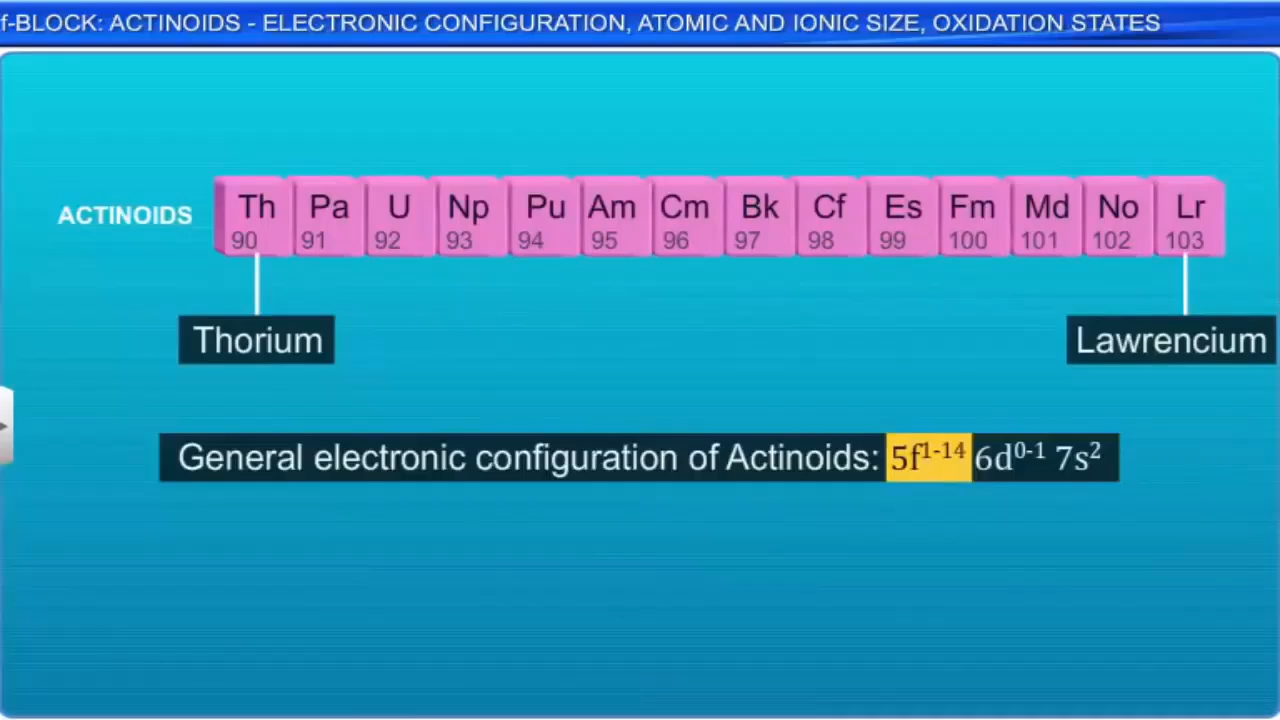 f-BLOCK: ACTINOIDS - ELECTRONIC CONFIGURATION, ATOMIC AND IONIC SIZE, OXIDATION STATES
ACTINOIDS Th Pa U Np Pu Am Cm Bk Cf Es Fm Md No Lr
90 91 92 93 94 95 96 97 98 99 100 101 102 103
Thorium Lawrencium
General electronic configuration of Actinoids: 5f¹⁻¹⁴ 6d⁰⁻¹ 7s²